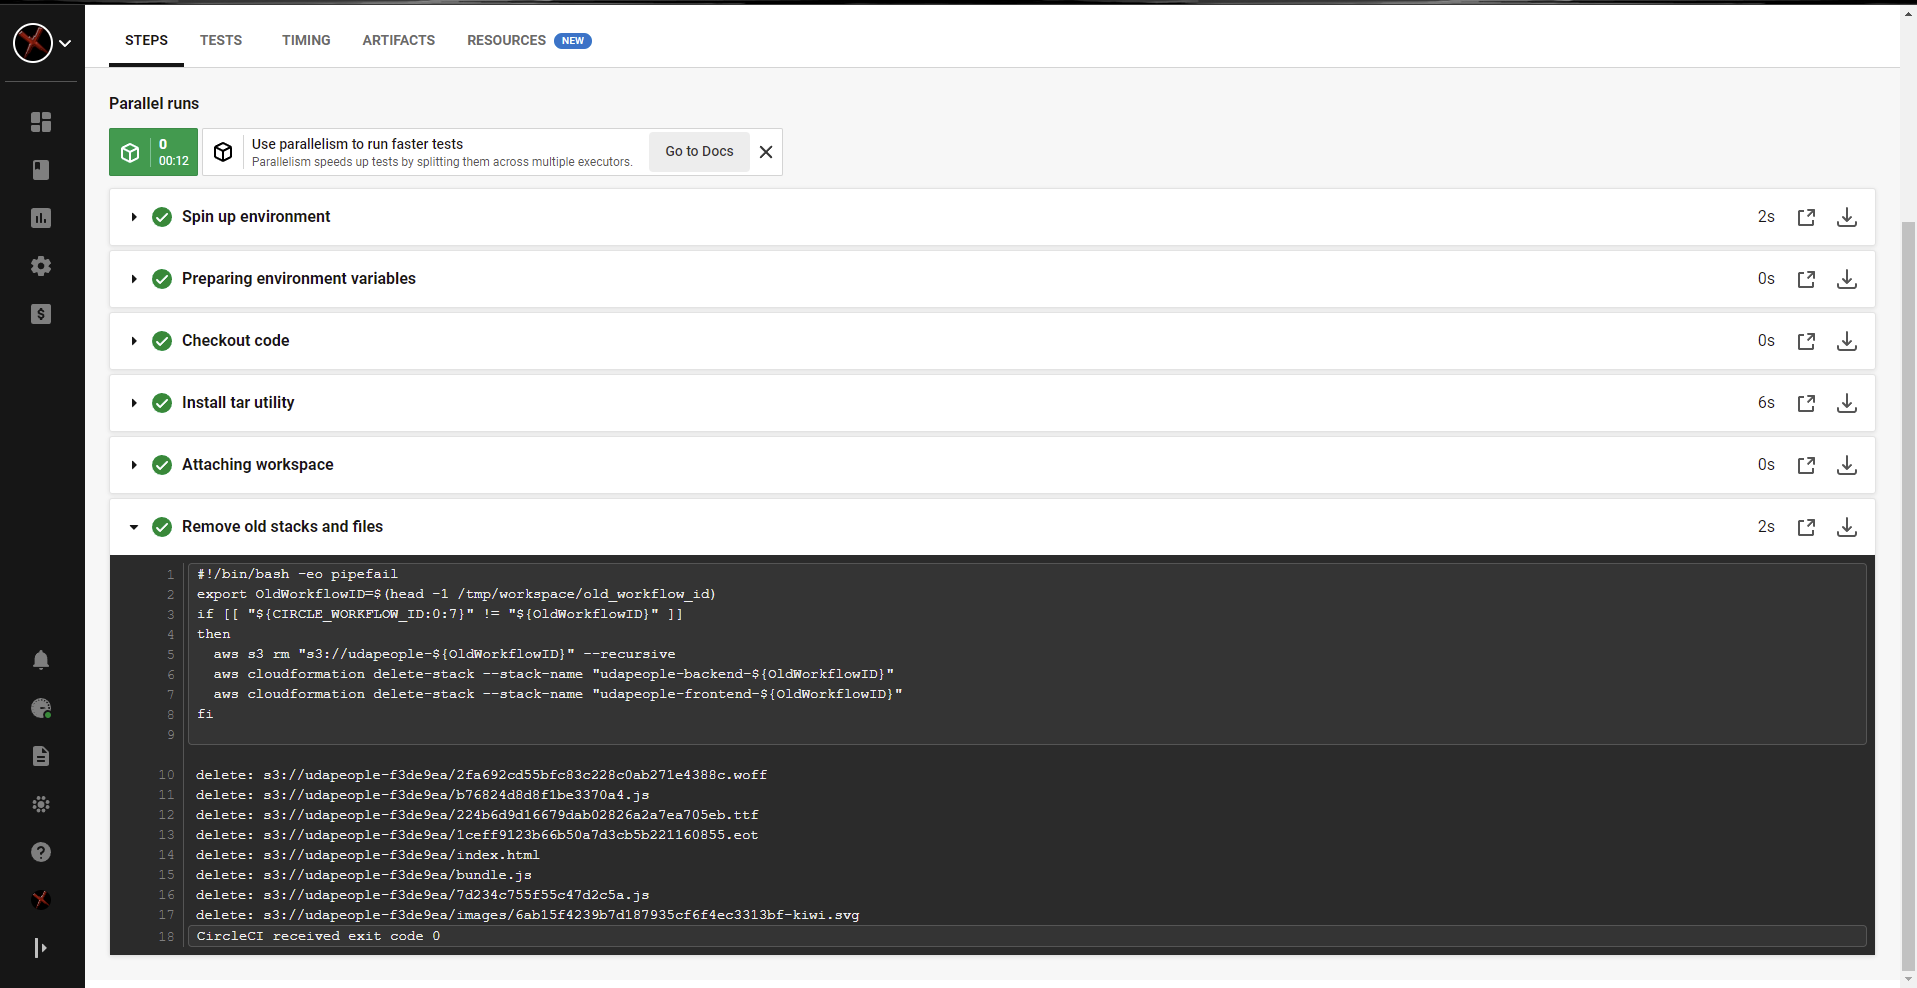 STEPS TESTS TIMING ARTIFACTS RESOURCES NEW
Parallel runs
0
00:12
Use parallelism to run faster tests
Parallelism speeds up tests by splitting them across multiple executors.
Go to Docs
Spin up environment 2s
Preparing environment variables 0s
Checkout code 0s
Install tar utility 6s
Attaching workspace 0s
Remove old stacks and files 2s
1 #!/bin/bash -eo pipefail
2 export OldWorkflowID=$(head -1 /tmp/workspace/old_workflow_id)
3 if [[ "${CIRCLE_WORKFLOW_ID:0:7}" != "${OldWorkflowID}" ]]
4 then
5 aws s3 rm "s3://udapeople-${OldWorkflowID}" --recursive
6 aws cloudformation delete-stack --stack-name "udapeople-backend-${OldWorkflowID}"
7 aws cloudformation delete-stack --stack-name "udapeople-frontend-${OldWorkflowID}"
8 fi
9
10 delete: s3://udapeople-f3de9ea/2fa692cd55bfc83c228c0ab271e4388c.woff
11 delete: s3://udapeople-f3de9ea/b76824d8d8f1be3370a4.js
12 delete: s3://udapeople-f3de9ea/224b6d9d16679dab02826a2a7ea705eb.ttf
13 delete: s3://udapeople-f3de9ea/1ceff9123b66b50a7d3cb5b221160855.eot
14 delete: s3://udapeople-f3de9ea/index.html
15 delete: s3://udapeople-f3de9ea/bundle.js
16 delete: s3://udapeople-f3de9ea/7d234c755f55c47d2c5a.js
17 delete: s3://udapeople-f3de9ea/images/6ab15f4239b7d187935cf6f4ec3313bf-kiwi.svg
18 CircleCI received exit code 0